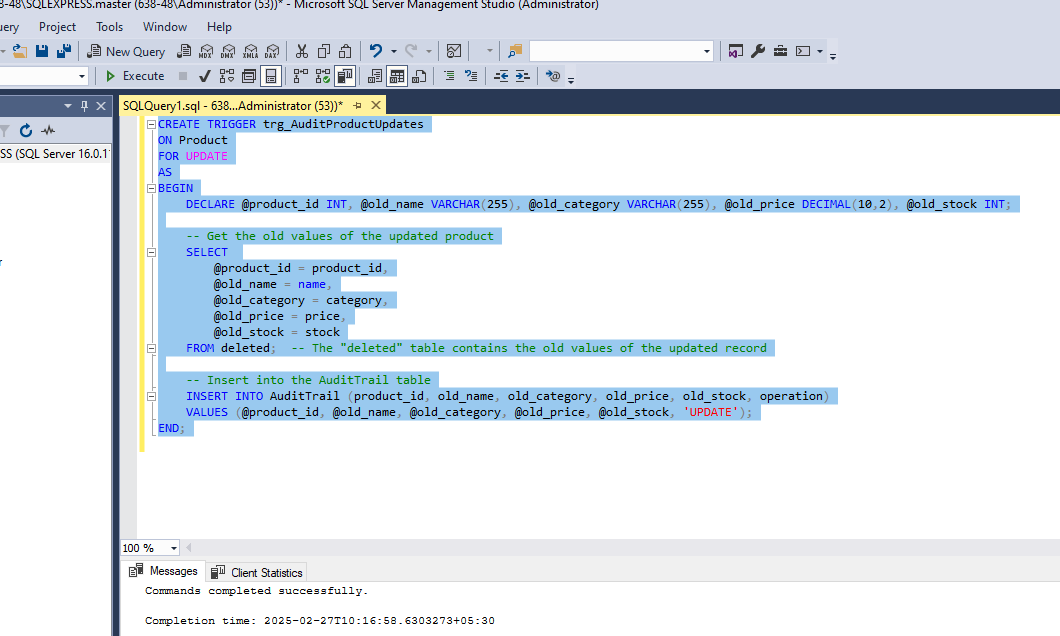 638-48\SQLEXPRESS.master (638-48\Administrator (53))* - Microsoft SQL Server Management Studio (Administrator)
Project Tools Window Help
New Query MDX DMX XMLA DAX
Execute
SQLQuery1.sql - 638...Administrator (53))*
SS (SQL Server 16.0.1
CREATE TRIGGER trg_AuditProductUpdates
ON Product
FOR UPDATE
AS
BEGIN
DECLARE @product_id INT, @old_name VARCHAR(255), @old_category VARCHAR(255), @old_price DECIMAL(10,2), @old_stock INT;
-- Get the old values of the updated product
SELECT
@product_id = product_id,
@old_name = name,
@old_category = category,
@old_price = price,
@old_stock = stock
FROM deleted; -- The "deleted" table contains the old values of the updated record
-- Insert into the AuditTrail table
INSERT INTO AuditTrail (product_id, old_name, old_category, old_price, old_stock, operation)
VALUES (@product_id, @old_name, @old_category, @old_price, @old_stock, 'UPDATE');
END;
100 %
Messages Client Statistics
Commands completed successfully.
Completion time: 2025-02-27T10:16:58.6303273+05:30